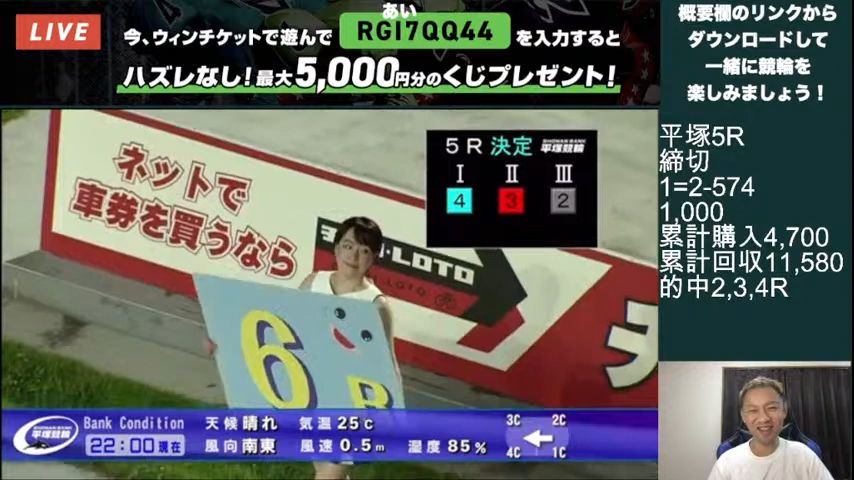 LIVE
あい
今、ウィンチケットで遊んで RGI7QQ44 を入力すると
ハズレなし!最大5,000円分のくじプレゼント!
概要欄のリンクから
ダウンロードして
一緒に競輪を
楽しみましょう!
平塚5R
締切
1=2-574
1,000
累計購入4,700
累計回収11,580
的中2,3,4R
5R 決定 SHONAN BANK 平塚競輪
I II III
4 3 2
ネットで
車券を買うなら
LOTO
6R
SHONAN BANK
平塚競輪
Bank Condition
22:00現在
天候 晴れ 気温 25C
風向 南東 風速 0.5m 湿度 85%
3C 2C
4C 1C